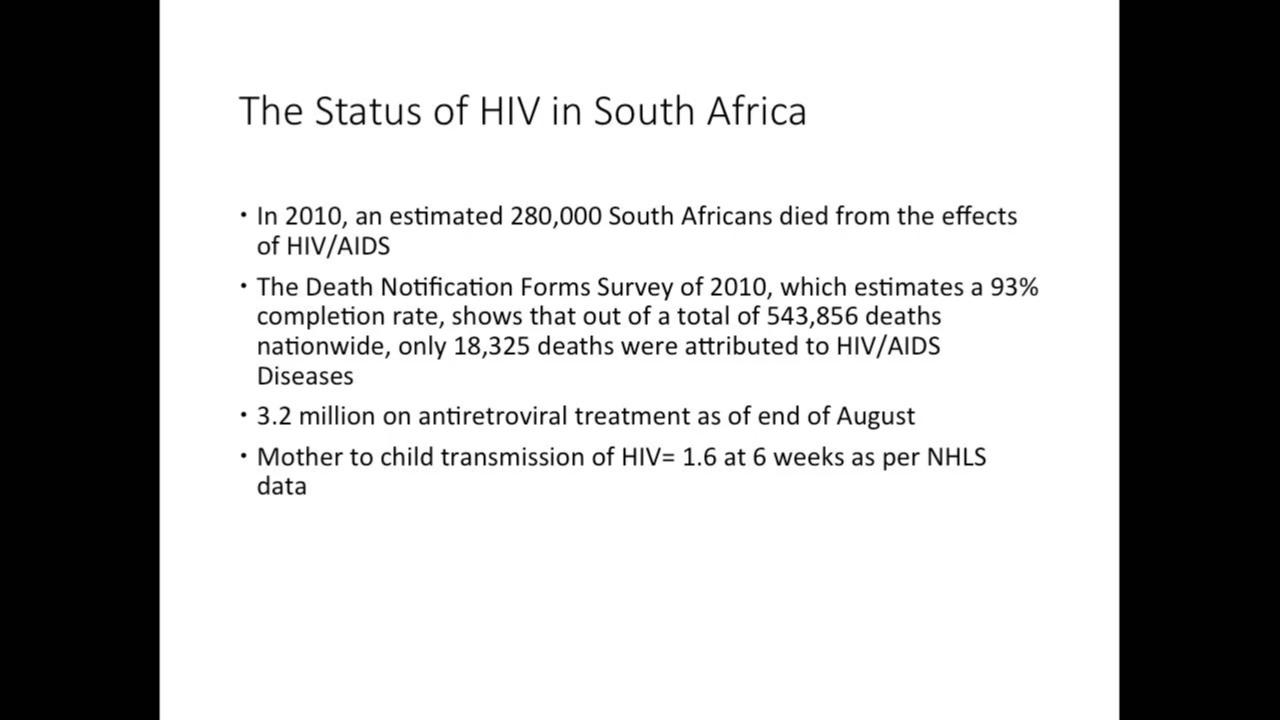 The Status of HIV in South Africa
• In 2010, an estimated 280,000 South Africans died from the effects
of HIV/AIDS
• The Death Notification Forms Survey of 2010, which estimates a 93%
completion rate, shows that out of a total of 543,856 deaths
nationwide, only 18,325 deaths were attributed to HIV/AIDS
Diseases
• 3.2 million on antiretroviral treatment as of end of August
• Mother to child transmission of HIV= 1.6 at 6 weeks as per NHLS
data